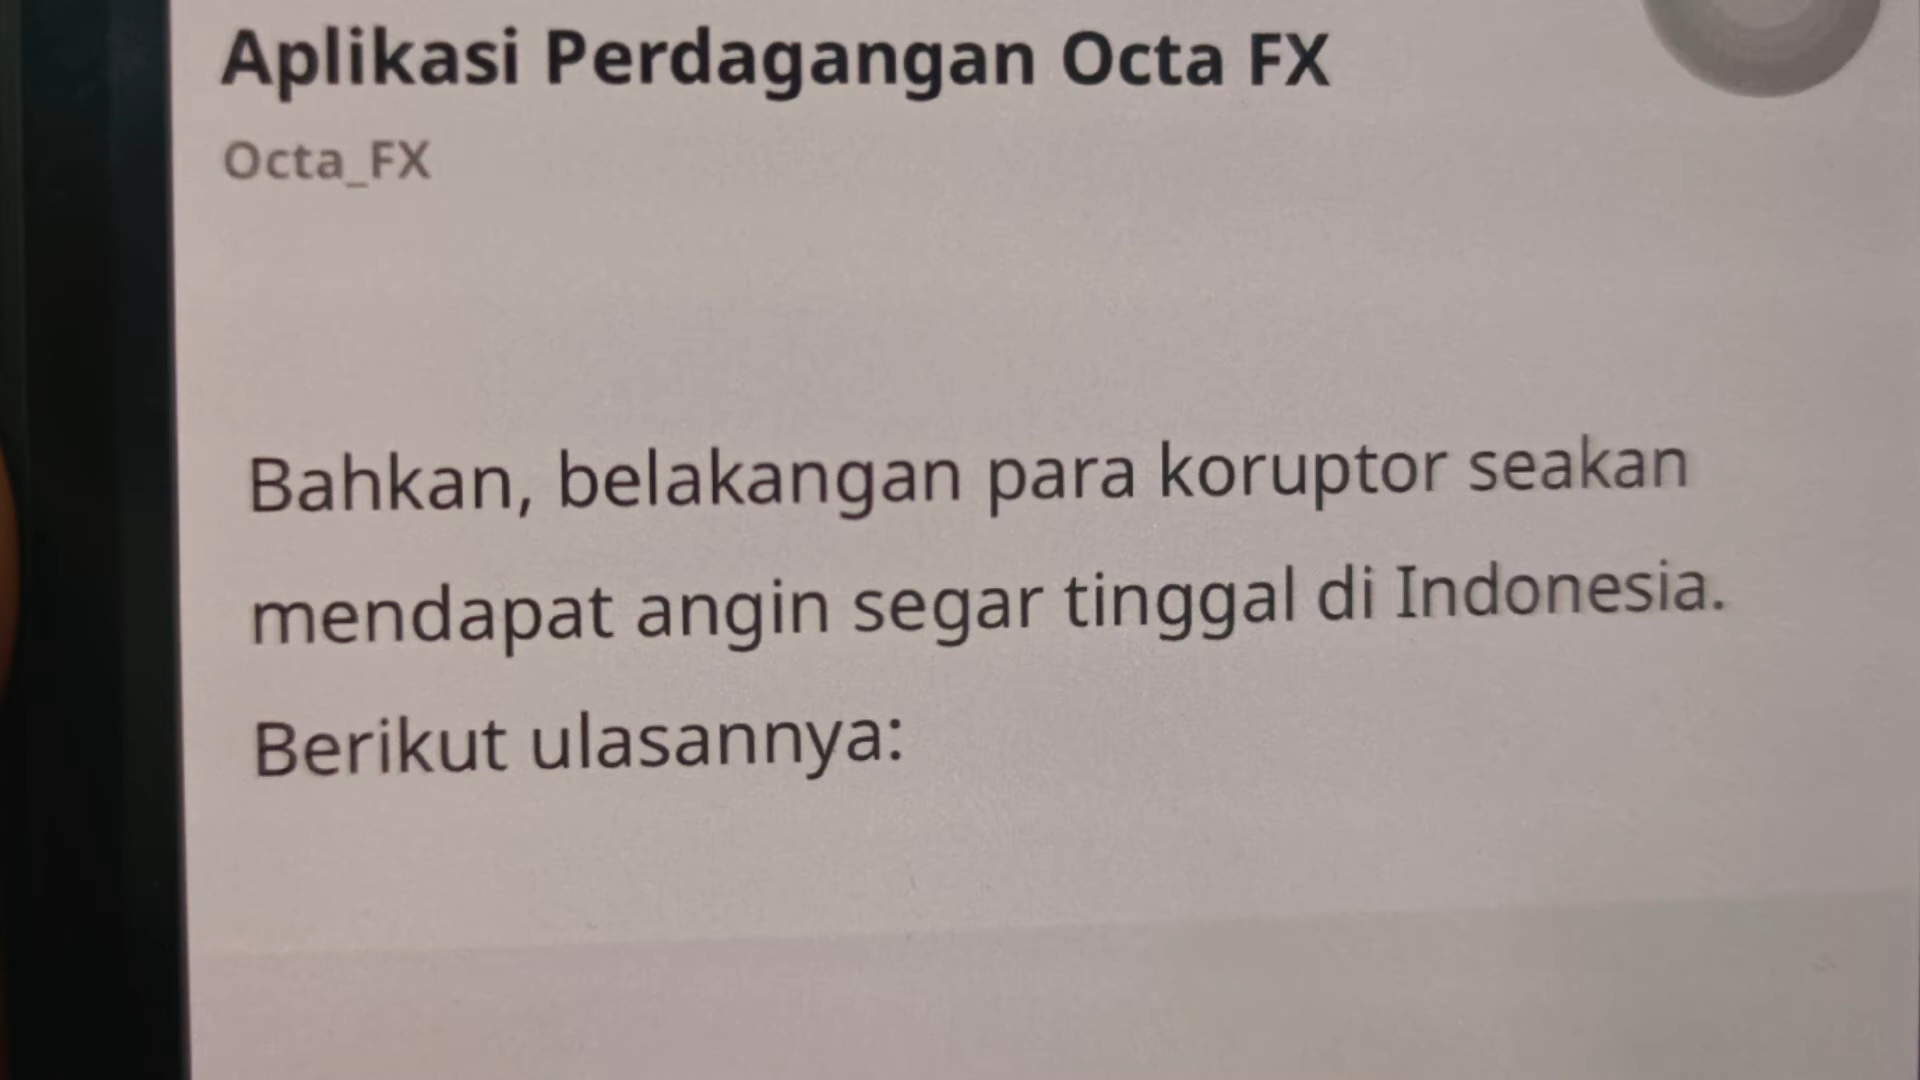 Aplikasi Perdagangan Octa FX
Octa_FX
Bahkan, belakangan para koruptor seakan
mendapat angin segar tinggal di Indonesia.
Berikut ulasannya: